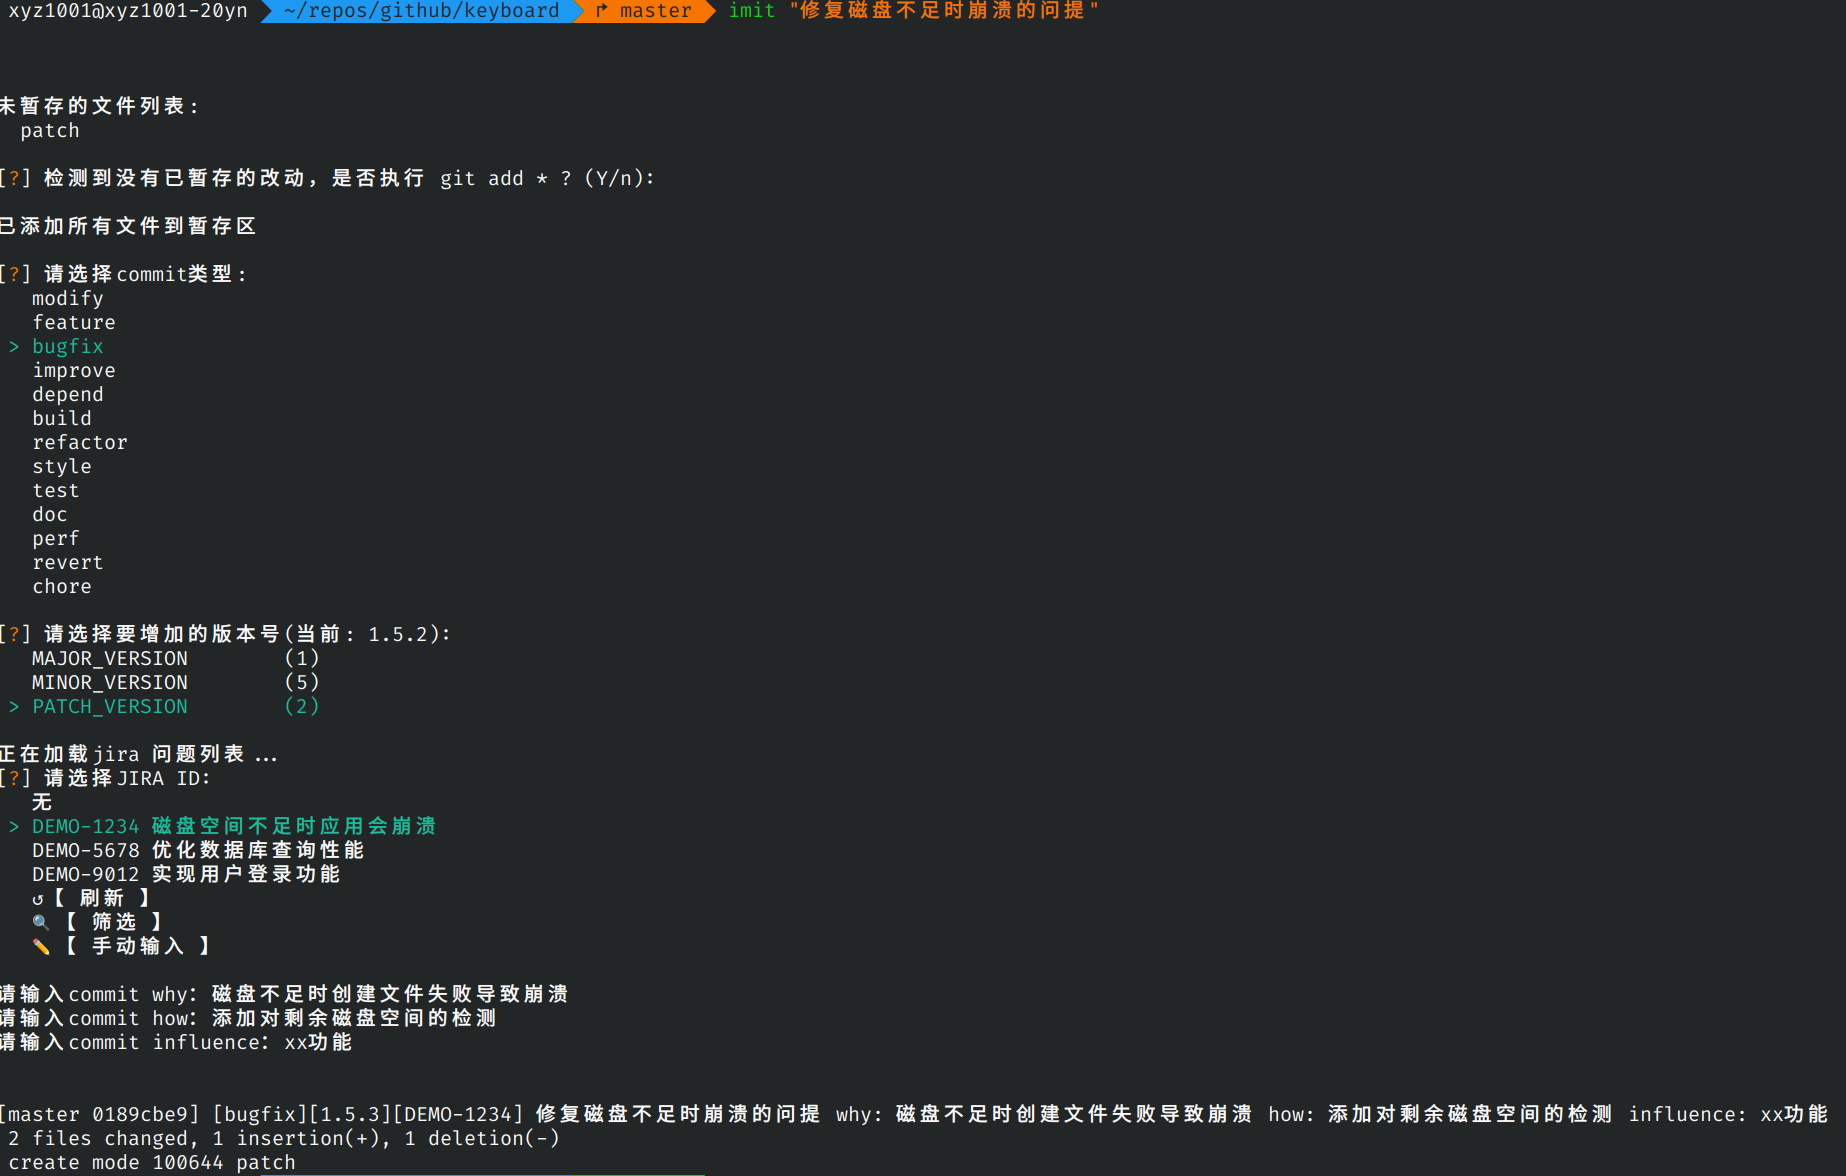 xyz1001@xyz1001-20yn ~/repos/github/keyboard ↱ master imit "修复磁盘不足时崩溃的问提"
未暂存的文件列表:
patch
[?] 检测到没有已暂存的改动，是否执行 git add * ? (Y/n):
已添加所有文件到暂存区
[?] 请选择commit类型:
modify
feature
> bugfix
improve
depend
build
refactor
style
test
doc
perf
revert
chore
[?] 请选择要增加的版本号(当前: 1.5.2):
MAJOR_VERSION (1)
MINOR_VERSION (5)
> PATCH_VERSION (2)
正在加载jira 问题列表 ...
[?] 请选择JIRA ID:
无
> DEMO-1234 磁盘空间不足时应用会崩溃
DEMO-5678 优化数据库查询性能
DEMO-9012 实现用户登录功能
↺【 刷新 】
🔍【 筛选 】
✏️【 手动输入 】
请输入commit why: 磁盘不足时创建文件失败导致崩溃
请输入commit how: 添加对剩余磁盘空间的检测
请输入commit influence: xx功能
[master 0189cbe9] [bugfix][1.5.3][DEMO-1234] 修复磁盘不足时崩溃的问提 why: 磁盘不足时创建文件失败导致崩溃 how: 添加对剩余磁盘空间的检测 influence: xx功能
2 files changed, 1 insertion(+), 1 deletion(-)
create mode 100644 patch